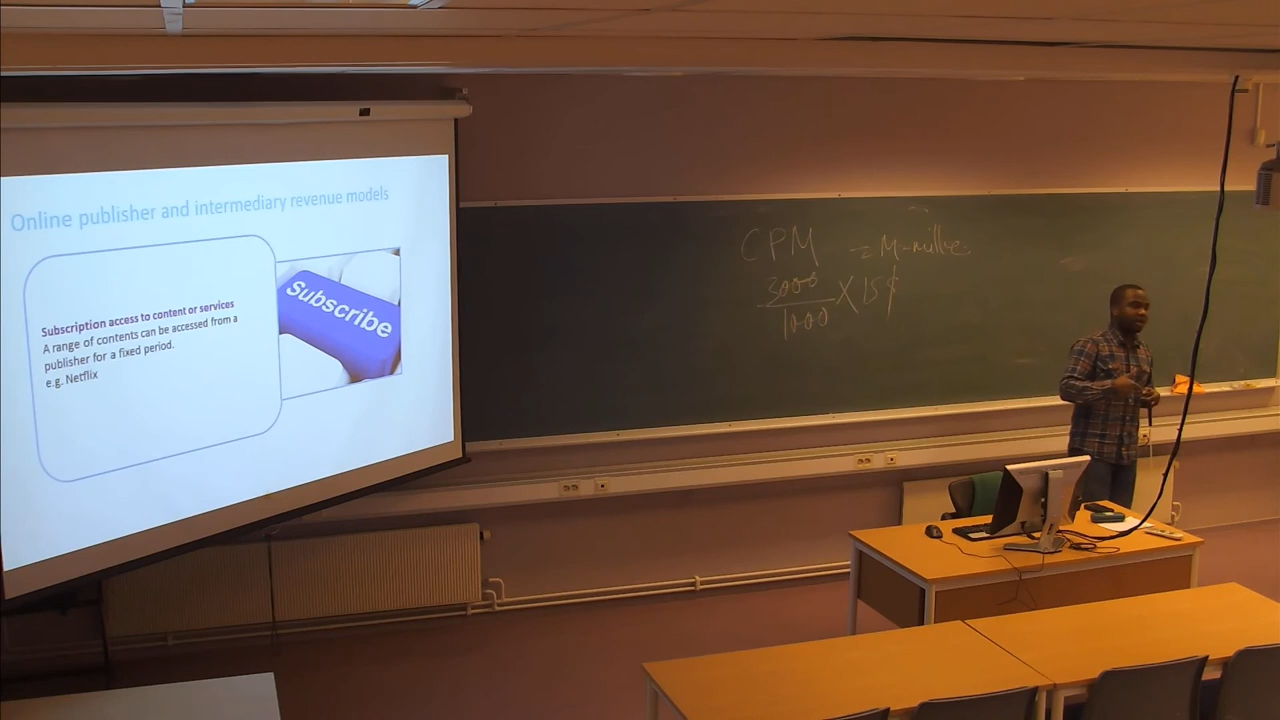 Online publisher and intermediary revenue models
Subscription access to content or services
A range of contents can be accessed from a
publisher for a fixed period.
e.g. Netflix
Subscribe
CPM = M-mille
3000
1000
X 15 ¢